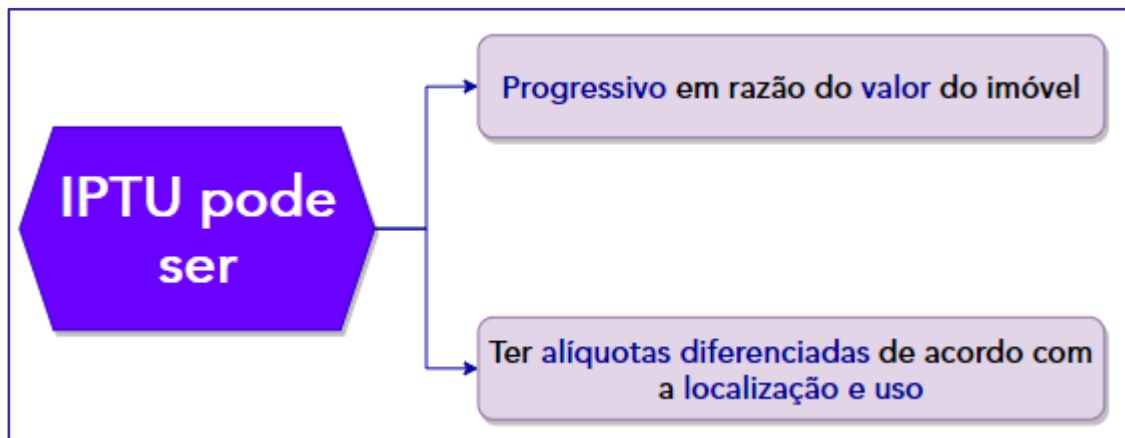 IPTU pode
ser
Progressivo em razão do valor do imóvel
Ter alíquotas diferenciadas de acordo com
a localização e uso